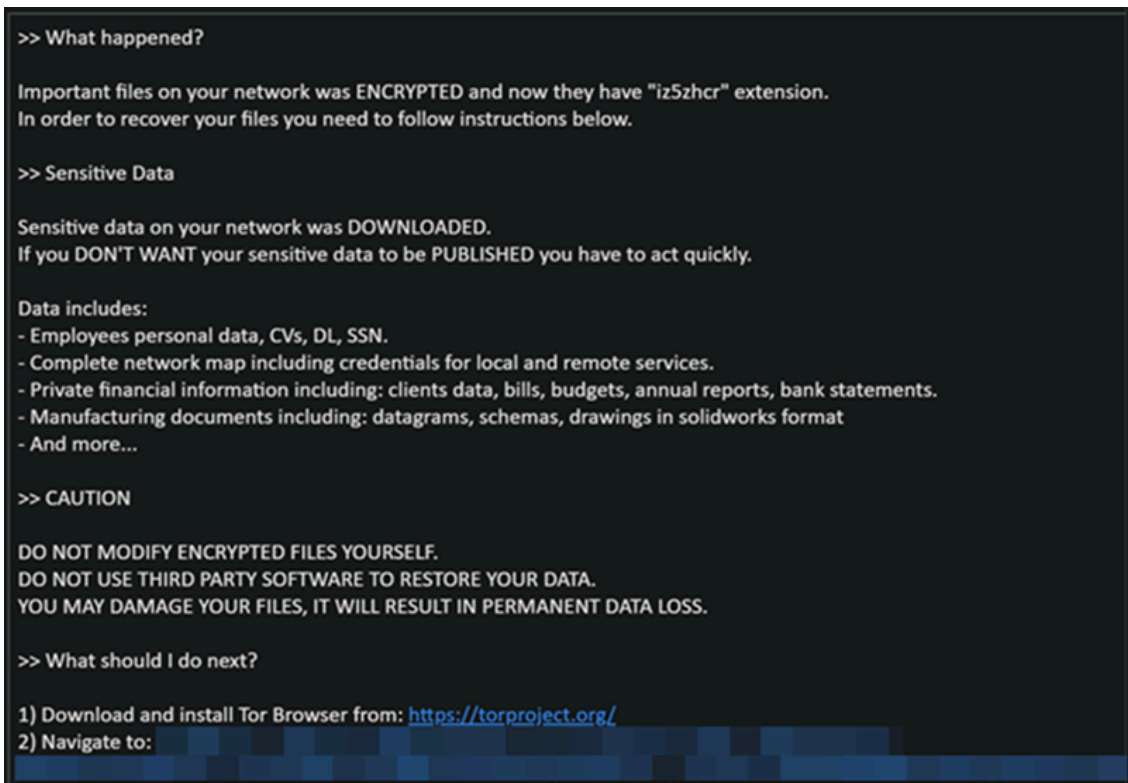 >> What happened?
Important files on your network was ENCRYPTED and now they have "iz5zhcr" extension.
In order to recover your files you need to follow instructions below.
>> Sensitive Data
Sensitive data on your network was DOWNLOADED.
If you DON'T WANT your sensitive data to be PUBLISHED you have to act quickly.
Data includes:
- Employees personal data, CVs, DL, SSN.
- Complete network map including credentials for local and remote services.
- Private financial information including: clients data, bills, budgets, annual reports, bank statements.
- Manufacturing documents including: datagrams, schemas, drawings in solidworks format
- And more...
>> CAUTION
DO NOT MODIFY ENCRYPTED FILES YOURSELF.
DO NOT USE THIRD PARTY SOFTWARE TO RESTORE YOUR DATA.
YOU MAY DAMAGE YOUR FILES, IT WILL RESULT IN PERMANENT DATA LOSS.
>> What should I do next?
1) Download and install Tor Browser from: https://torproject.org/
2) Navigate to: